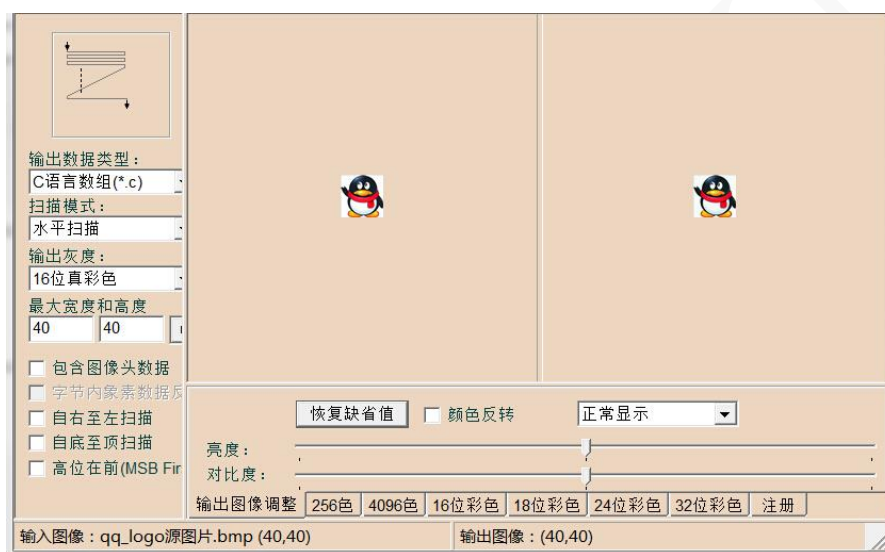 输出数据类型：
C语言数组(*.c)
扫描模式：
水平扫描
输出灰度：
16位真彩色
最大宽度和高度
40 40
包含图像头数据
字节内象素数据反
自右至左扫描
自底至顶扫描
高位在前(MSB Fir
恢复缺省值 颜色反转 正常显示
亮度：
对比度：
输出图像调整 256色 4096色 16位彩色 18位彩色 24位彩色 32位彩色 注册
输入图像：qq_logo源图片.bmp (40,40) 输出图像：(40,40)